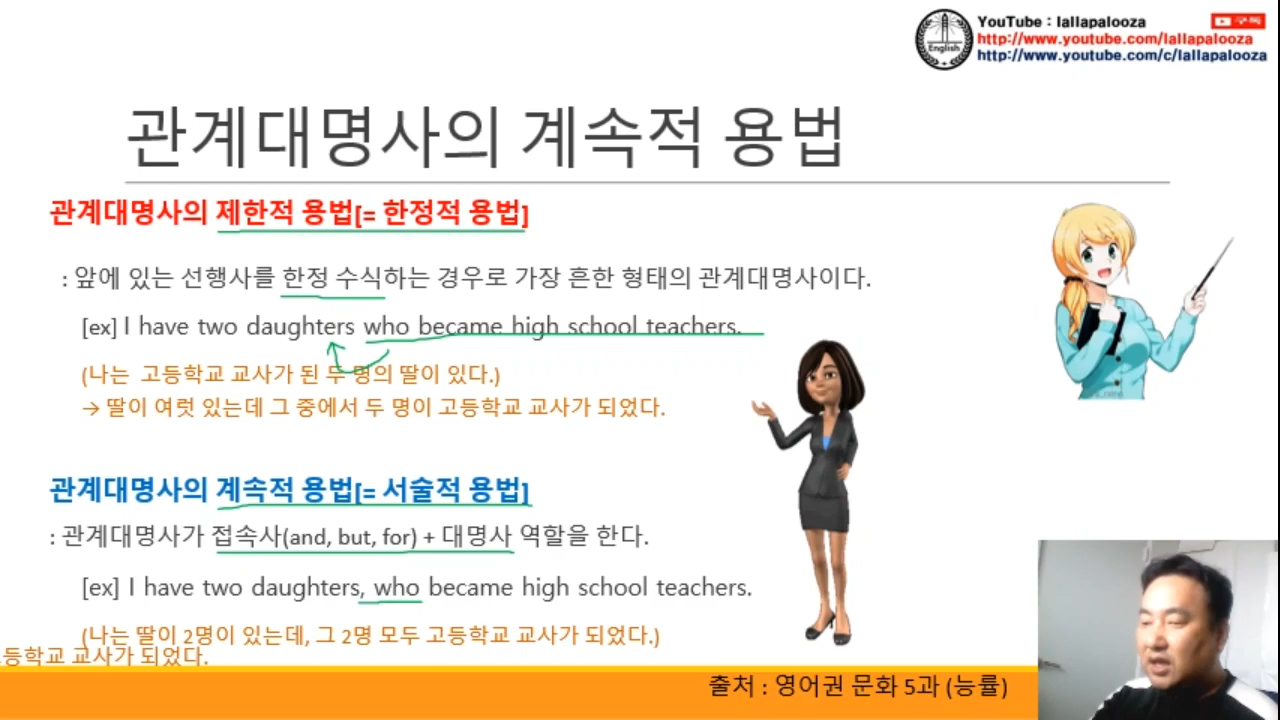 YouTube : lallapalooza
구독
http://www.youtube.com/lallapalooza
http://www.youtube.com/c/lallapalooza
English
관계대명사의 계속적 용법
관계대명사의 제한적 용법[= 한정적 용법]
: 앞에 있는 선행사를 한정 수식하는 경우로 가장 흔한 형태의 관계대명사이다.
[ex] I have two daughters who became high school teachers.
(나는 고등학교 교사가 된 두 명의 딸이 있다.)
→ 딸이 여럿 있는데 그 중에서 두 명이 고등학교 교사가 되었다.
관계대명사의 계속적 용법[= 서술적 용법]
: 관계대명사가 접속사(and, but, for) + 대명사 역할을 한다.
[ex] I have two daughters, who became high school teachers.
(나는 딸이 2명이 있는데, 그 2명 모두 고등학교 교사가 되었다.)
등학교 교사가 되었다.
출처 : 영어권 문화 5과 (능률)